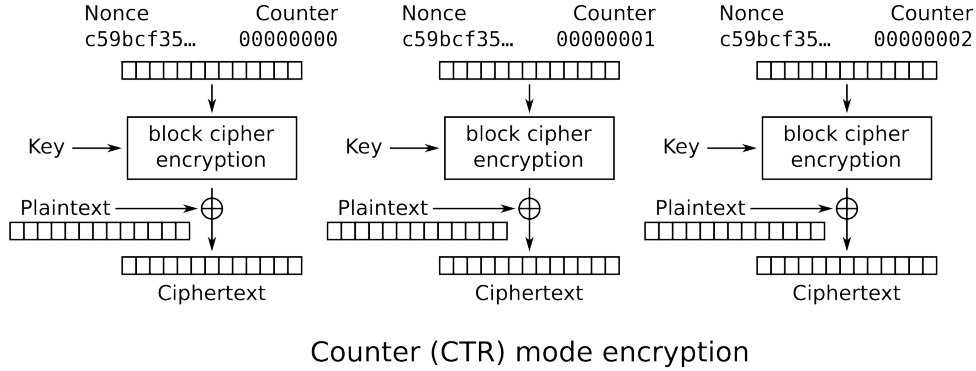 Nonce Counter Nonce Counter Nonce Counter
c59bcf35… 00000000 c59bcf35… 00000001 c59bcf35… 00000002
block cipher block cipher block cipher
Key Key Key
encryption encryption encryption
Plaintext Plaintext Plaintext
Ciphertext Ciphertext Ciphertext
Counter (CTR) mode encryption